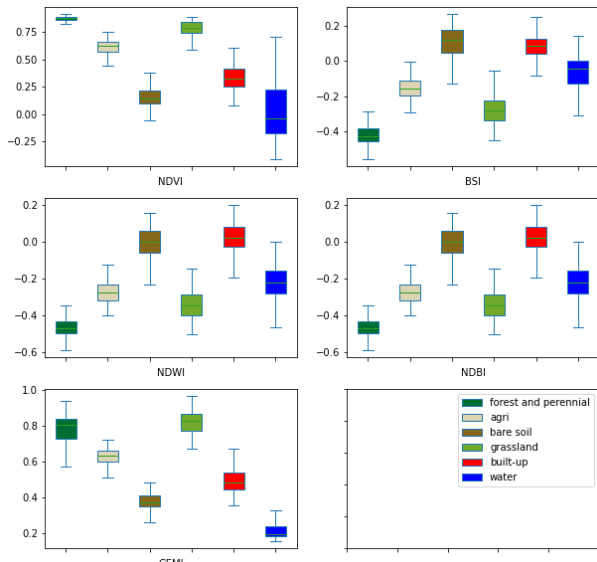 0.75
0.50
0.25
0.00
−0.25
NDVI
0.2
0.0
−0.2
−0.4
BSI
0.2
0.0
−0.2
−0.4
−0.6
NDWI
0.2
0.0
−0.2
−0.4
−0.6
NDBI
1.0
0.8
0.6
0.4
0.2
forest and perennial
agri
bare soil
grassland
built-up
water